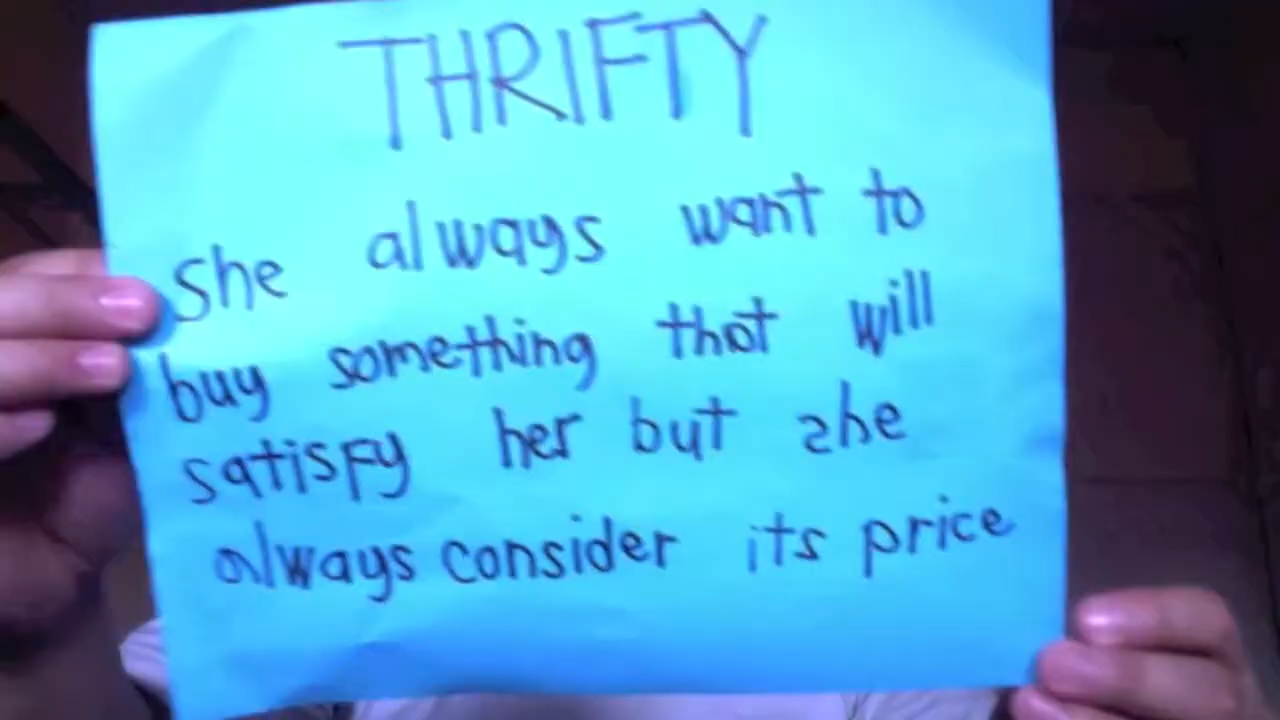 THRIFTY
She always want to
buy something that will
satisfy her but she
always consider its price